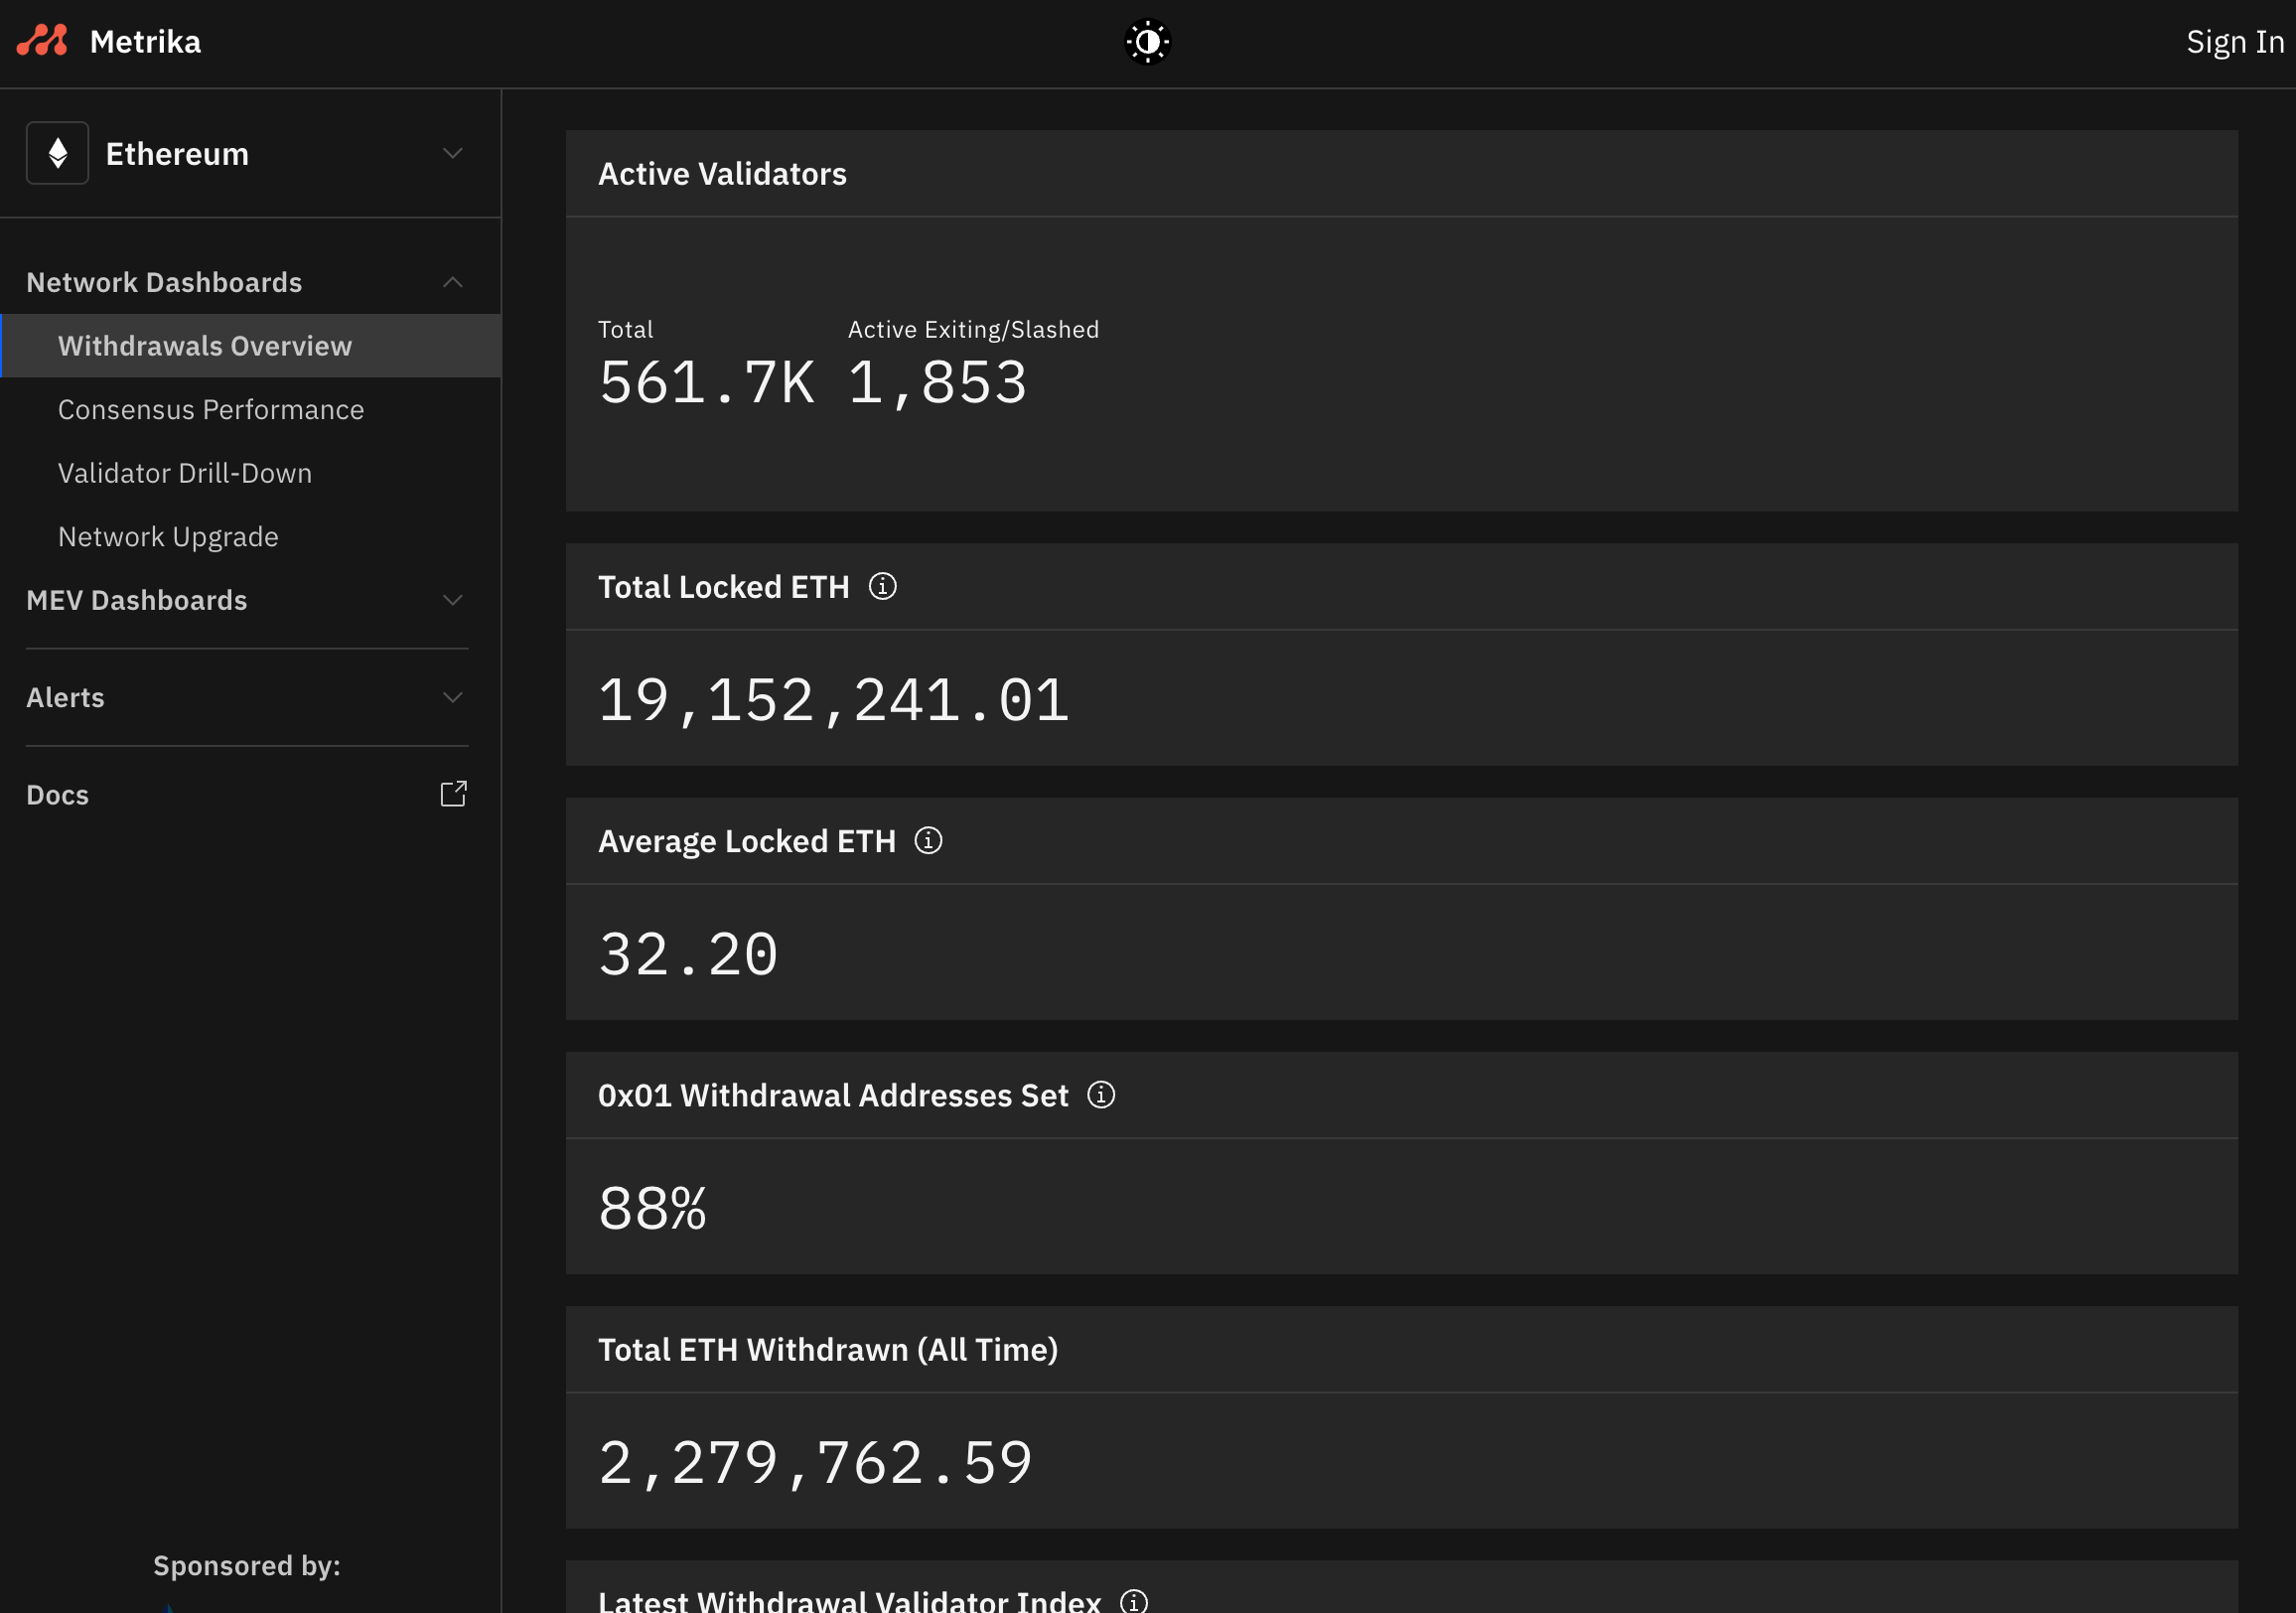 Metrika
Sign In
Ethereum
Network Dashboards
Withdrawals Overview
Consensus Performance
Validator Drill-Down
Network Upgrade
MEV Dashboards
Alerts
Docs
Sponsored by:
Active Validators
Total
561.7K
Active Exiting/Slashed
1,853
Total Locked ETH
19,152,241.01
Average Locked ETH
32.20
0x01 Withdrawal Addresses Set
88%
Total ETH Withdrawn (All Time)
2,279,762.59
Latest Withdrawal Validator Index